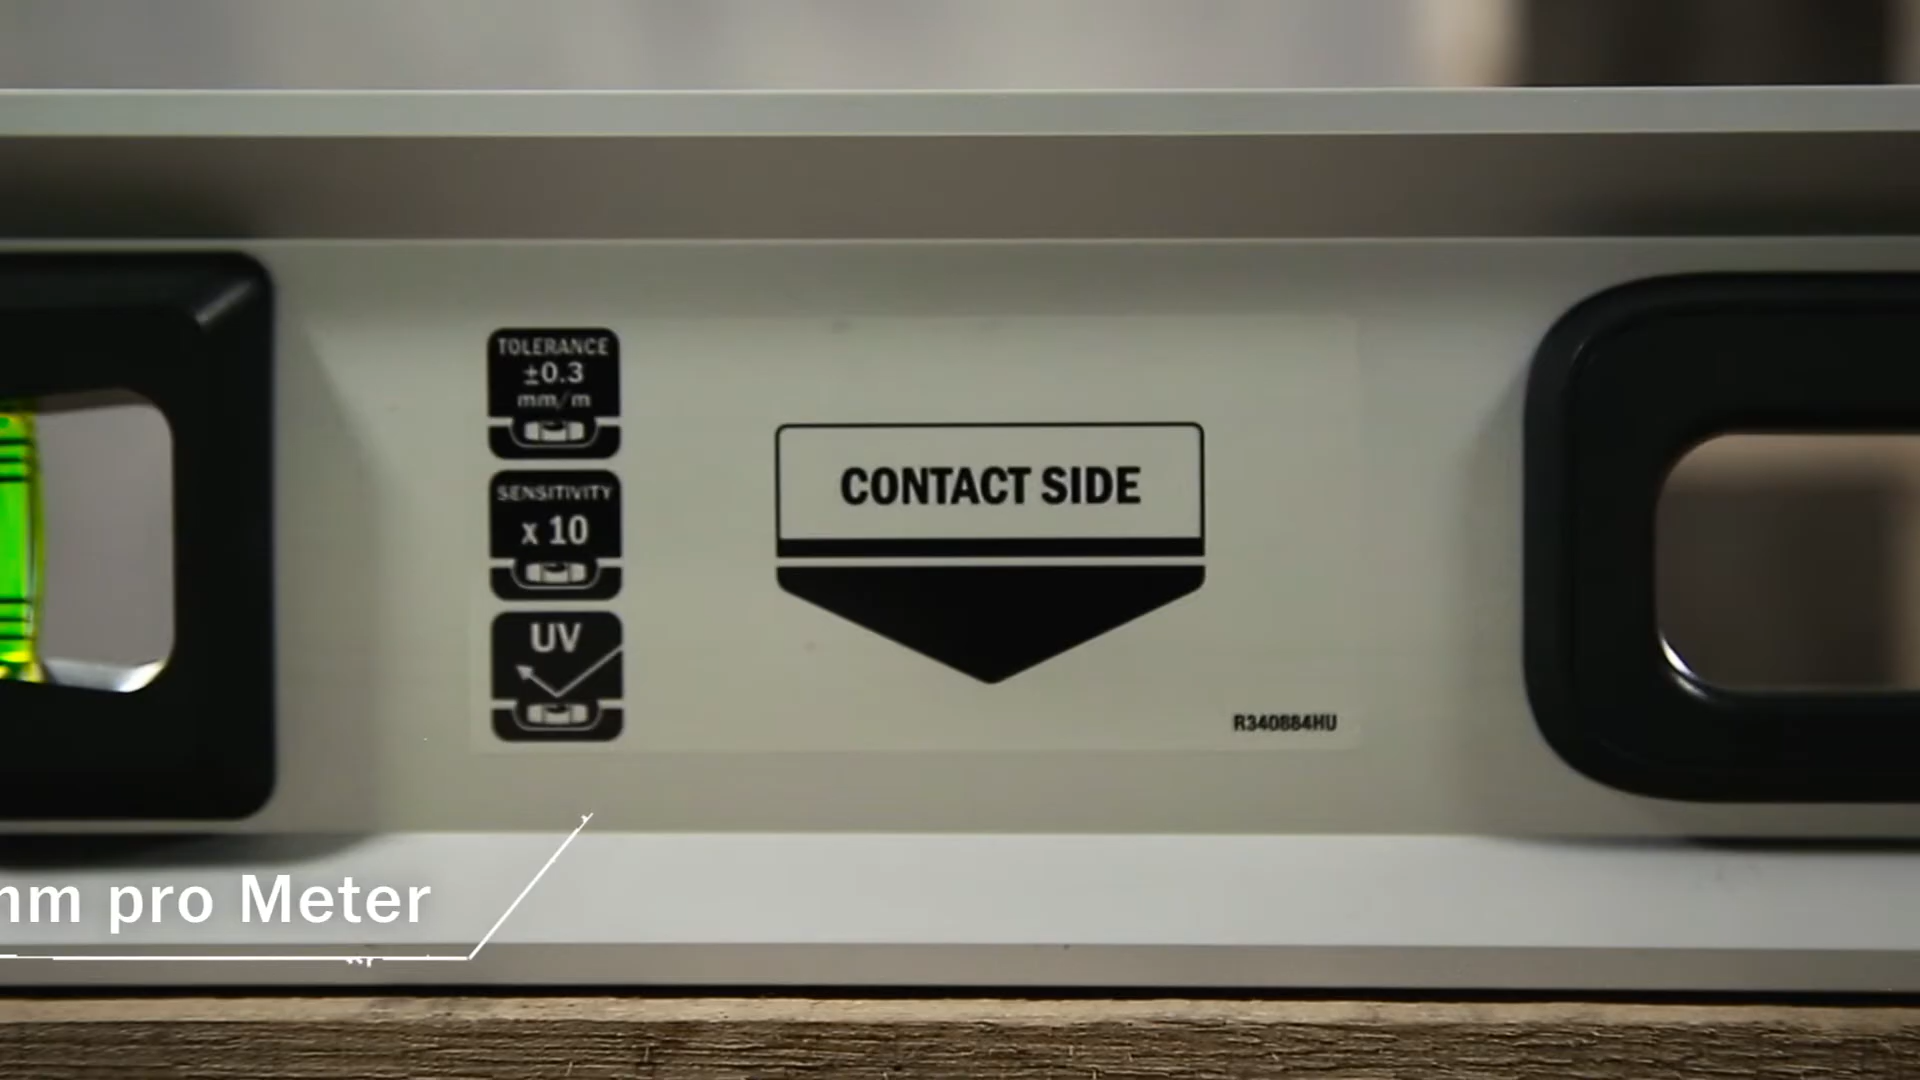 TOLERANCE
±0.3
mm/m
SENSITIVITY
x 10
UV
CONTACT SIDE
R340884HU
mm pro Meter